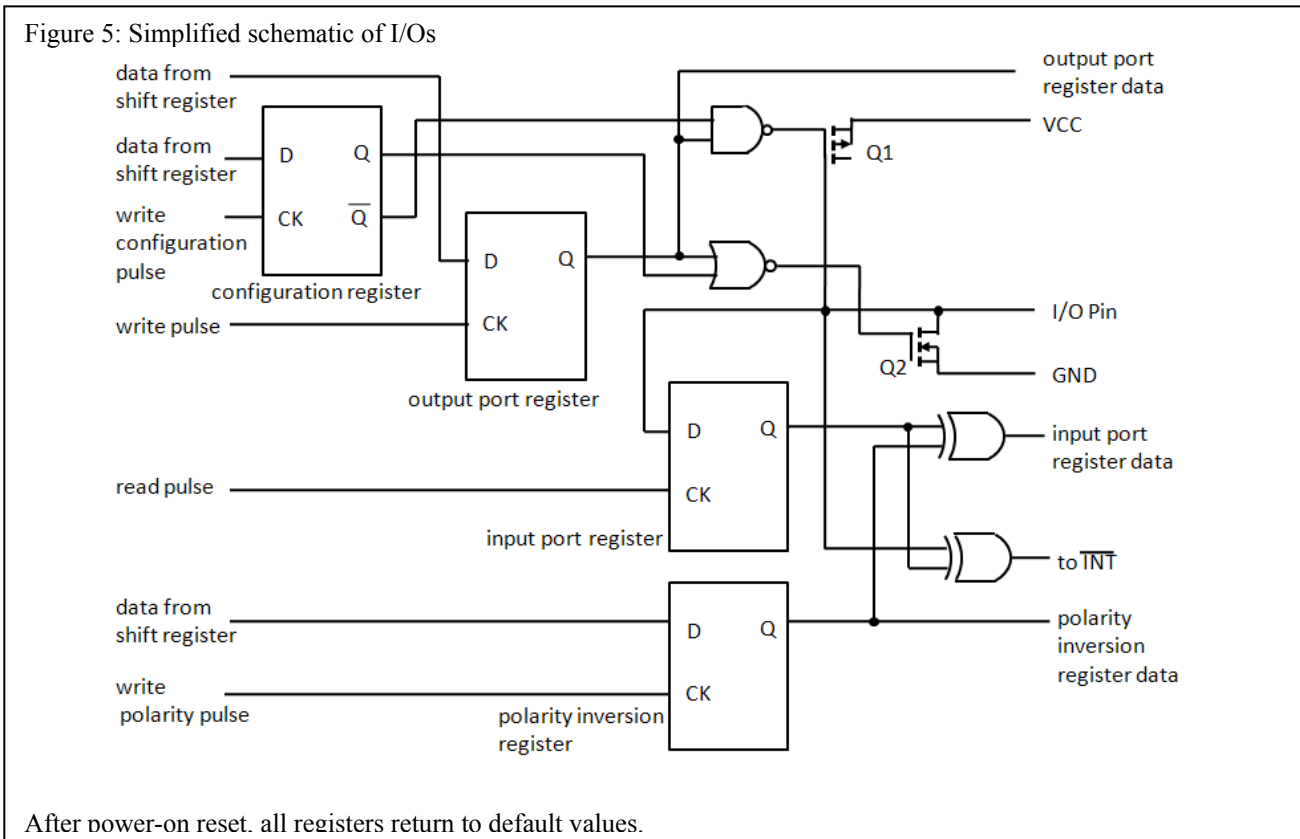 Figure 5: Simplified schematic of I/Os
data from
shift register
output port
register data
VCC
Q1
data from
shift register
D
Q
write
configuration
pulse
CK
Q
configuration register
D
Q
write pulse
CK
output port register
I/O Pin
Q2
GND
D
Q
input port
register data
read pulse
CK
input port register
to INT
data from
shift register
D
Q
polarity
inversion
register data
write
polarity pulse
CK
polarity inversion
register
After power-on reset, all registers return to default values.